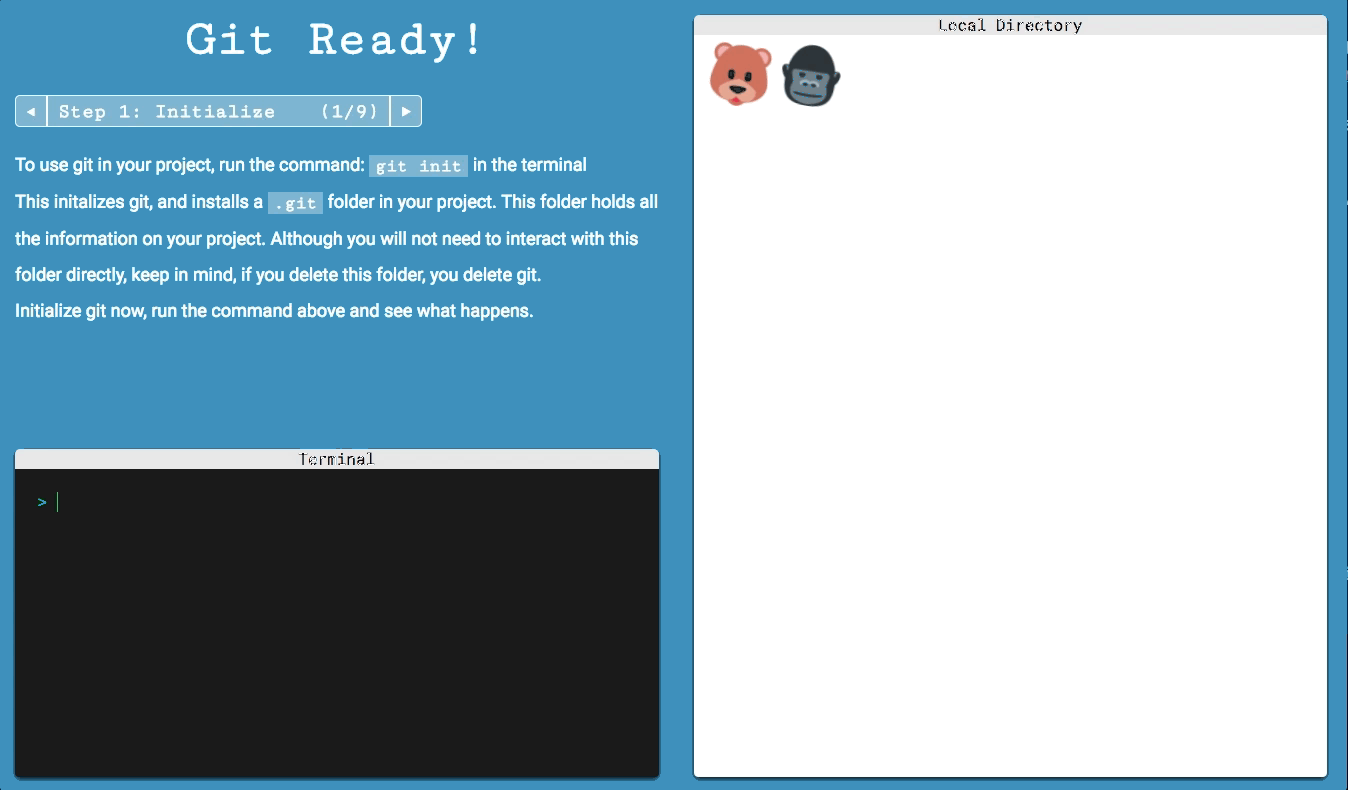 Git Ready!
◄ Step 1: Initialize (1/9) ►
To use git in your project, run the command: git init in the terminal
This initalizes git, and installs a .git folder in your project. This folder holds all
the information on your project. Although you will not need to interact with this
folder directly, keep in mind, if you delete this folder, you delete git.
Initialize git now, run the command above and see what happens.
Terminal
>
Local Directory